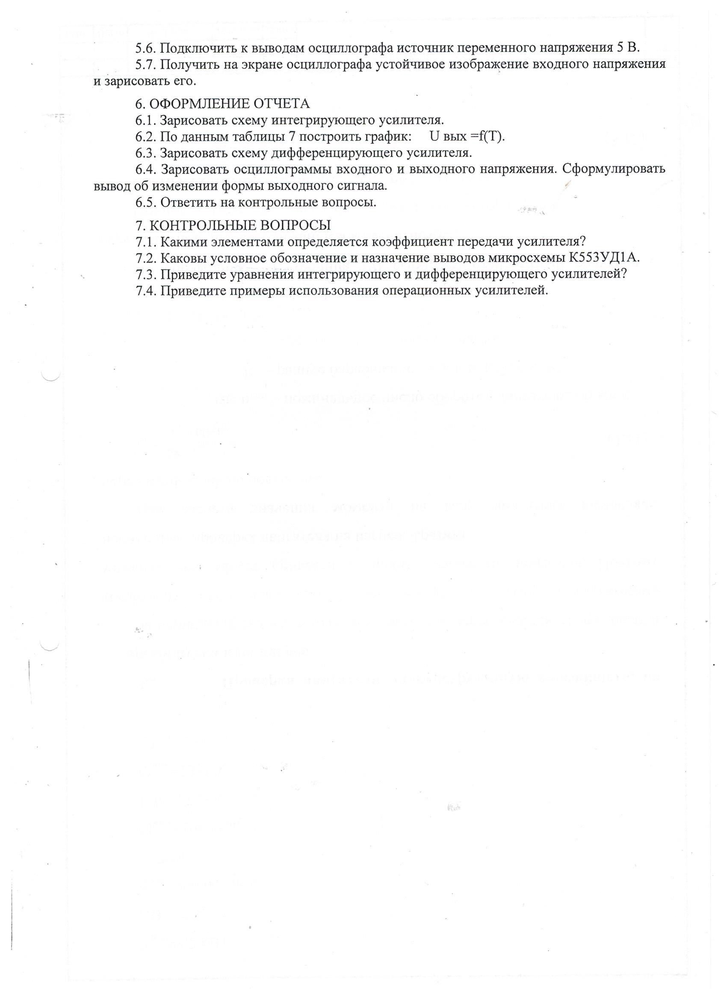 5.6. Подключить к выводам осциллографа источник переменного напряжения 5 В.
5.7. Получить на экране осциллографа устойчивое изображение входного напряжения
и зарисовать его.
6. ОФОРМЛЕНИЕ ОТЧЕТА
6.1. Зарисовать схему интегрирующего усилителя.
6.2. По данным таблицы 7 построить график: U вых =f(T).
6.3. Зарисовать схему дифференцирующего усилителя.
6.4. Зарисовать осциллограммы входного и выходного напряжения. Сформулировать
вывод об изменении формы выходного сигнала.
6.5. Ответить на контрольные вопросы.
7. КОНТРОЛЬНЫЕ ВОПРОСЫ
7.1. Какими элементами определяется коэффициент передачи усилителя?
7.2. Каковы условное обозначение и назначение выводов микросхемы К553УД1А.
7.3. Приведите уравнения интегрирующего и дифференцирующего усилителей?
7.4. Приведите примеры использования операционных усилителей.